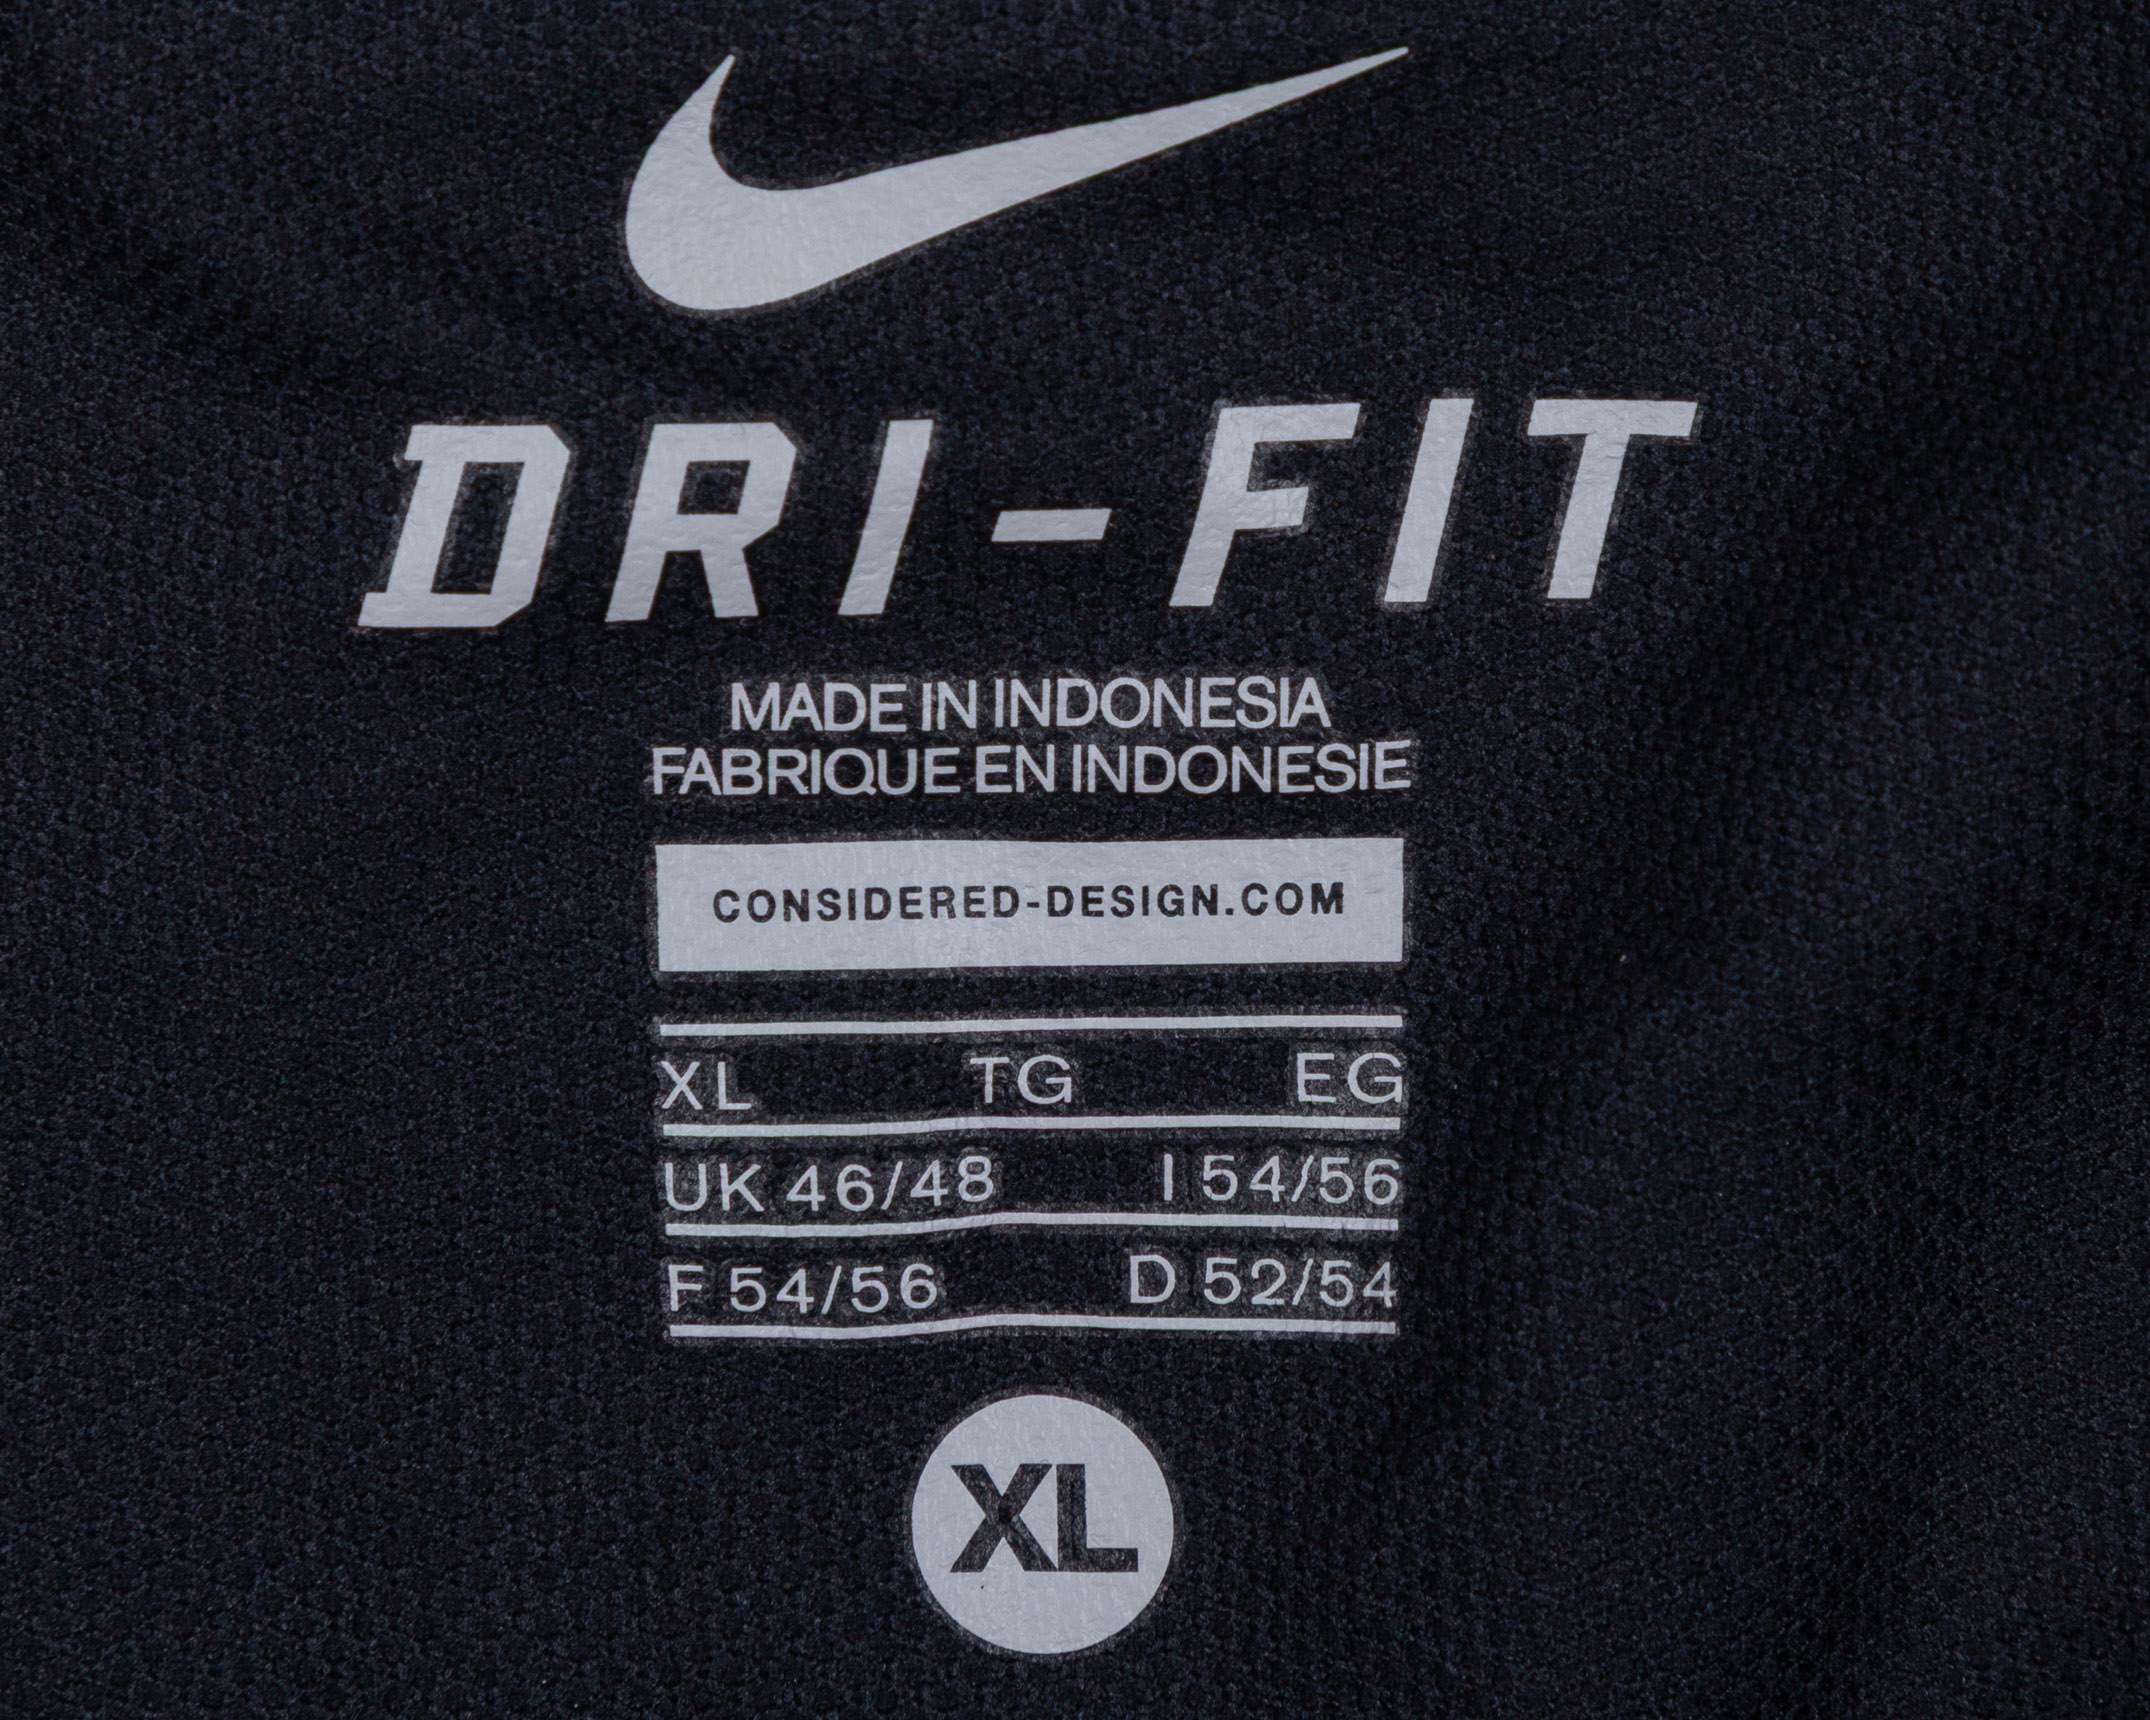 DRI-FIT
MADE IN INDONESIA
FABRIQUE EN INDONESIE
CONSIDERED-DESIGN.COM
XL TG EG
UK 46/48 I 54/56
F 54/56 D 52/54
XL